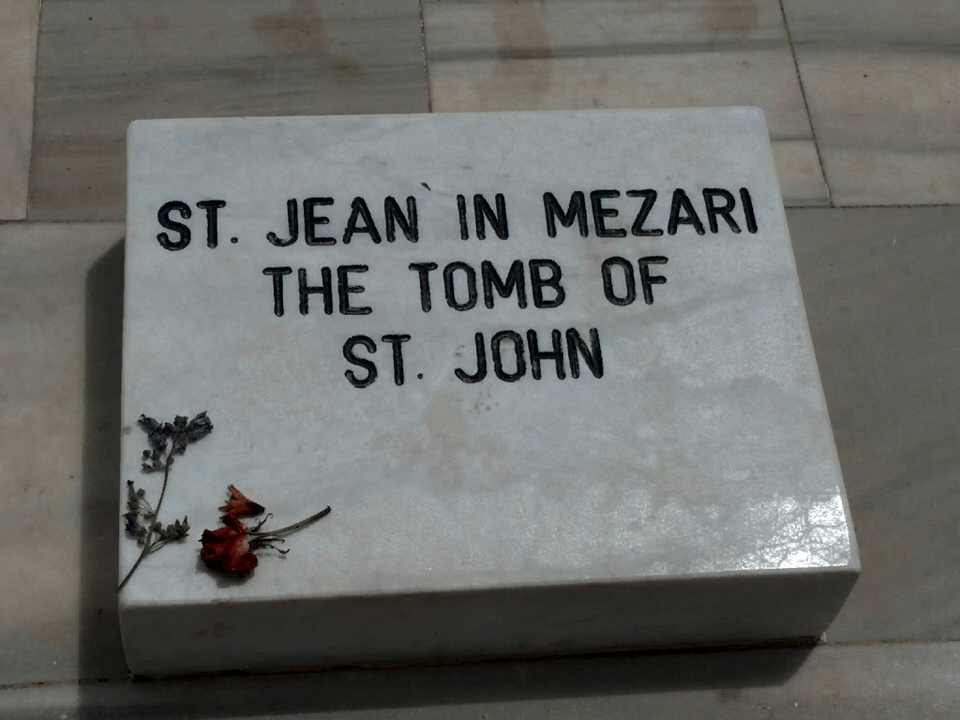 ST. JEAN` IN MEZARI
THE TOMB OF
ST. JOHN